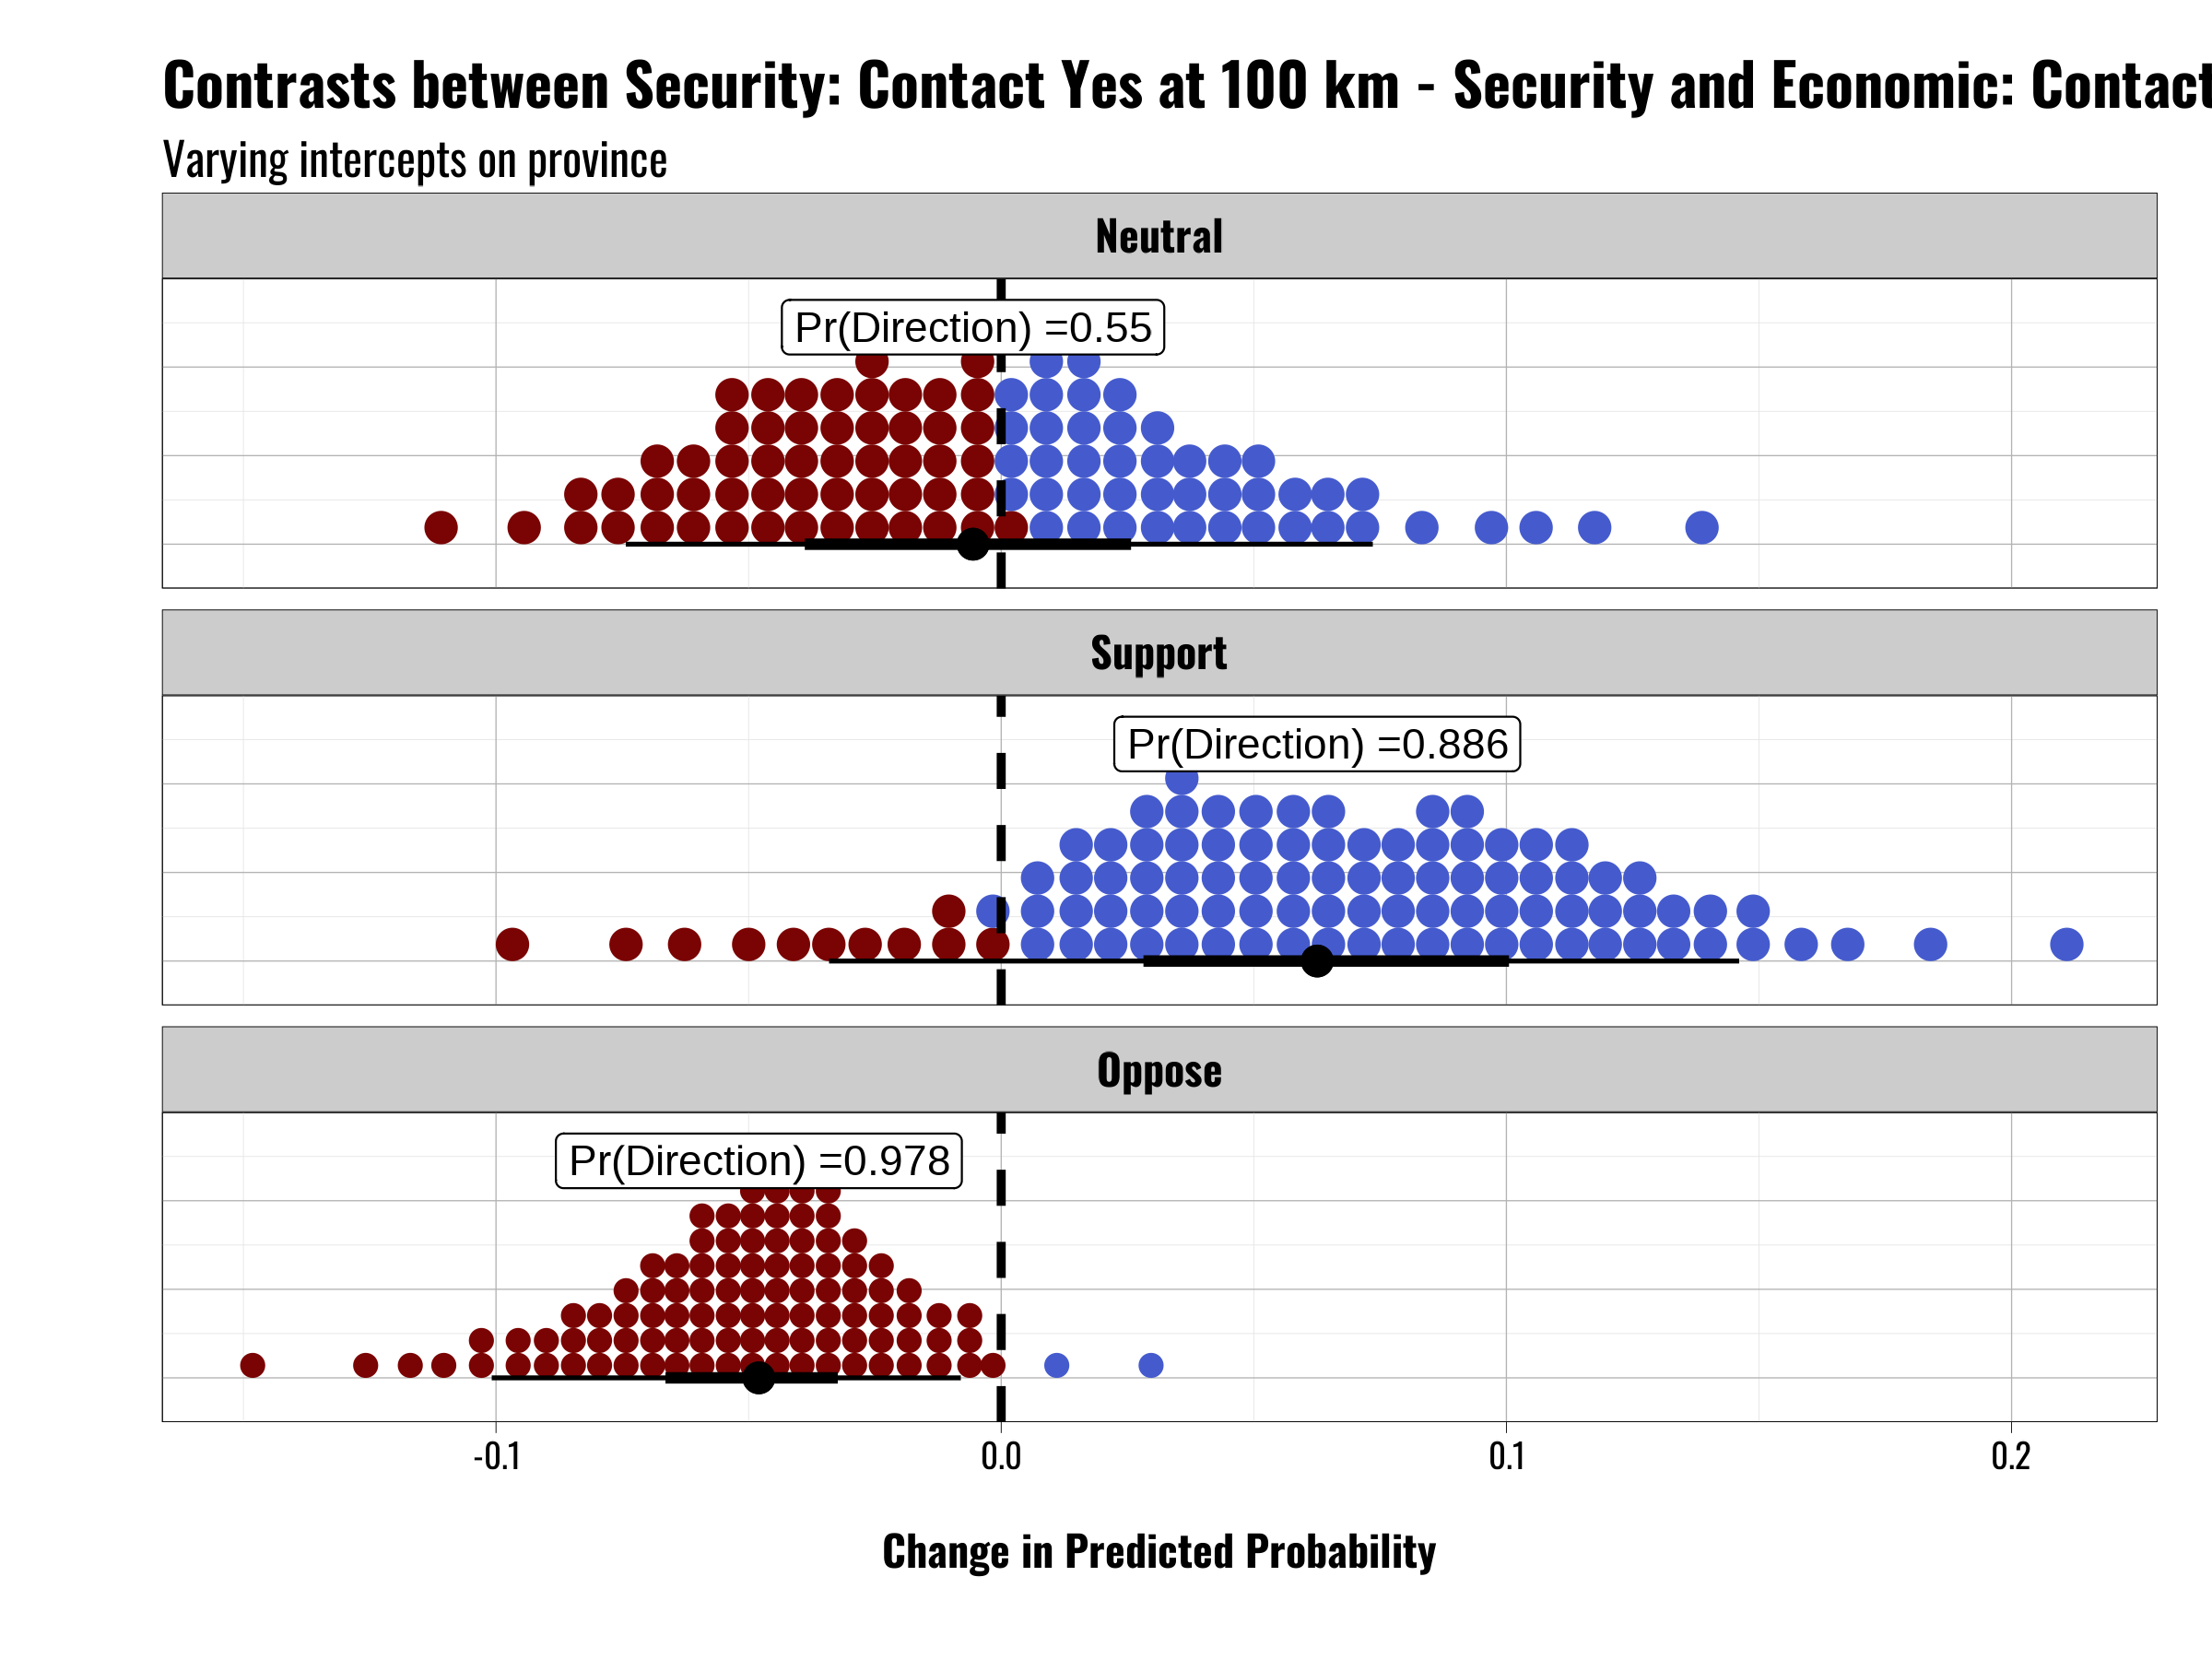 Contrasts between Security: Contact Yes at 100 km - Security and Economic: Contact
Varying intercepts on province
Neutral
Pr(Direction) =0.55
Support
Pr(Direction) =0.886
Oppose
Pr(Direction) =0.978
-0.1 0.0 0.1 0.2
Change in Predicted Probability